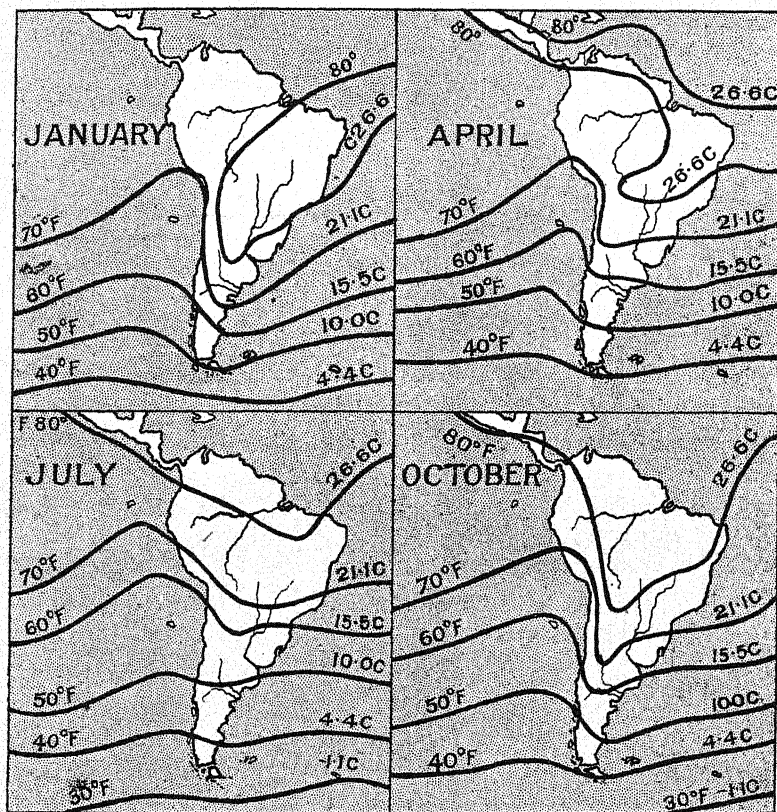 80°
C26.6
JANUARY
70°F
21.1C
60°F
15.5C
50°F
10.0C
40°F
4.4C
80°
80°
26.6C
APRIL
26.6C
70°F
21.1C
60°F
15.5C
50°F
10.0C
40°F
4.4C
F 80°
JULY
26.6C
70°F
21.1C
60°F
15.5C
50°F
10.0C
40°F
4.4C
-1.1C
30°F
80°F
OCTOBER
26.6C
70°F
21.1C
60°F
15.5C
50°F
10.0C
40°F
4.4C
30°F -1.1C